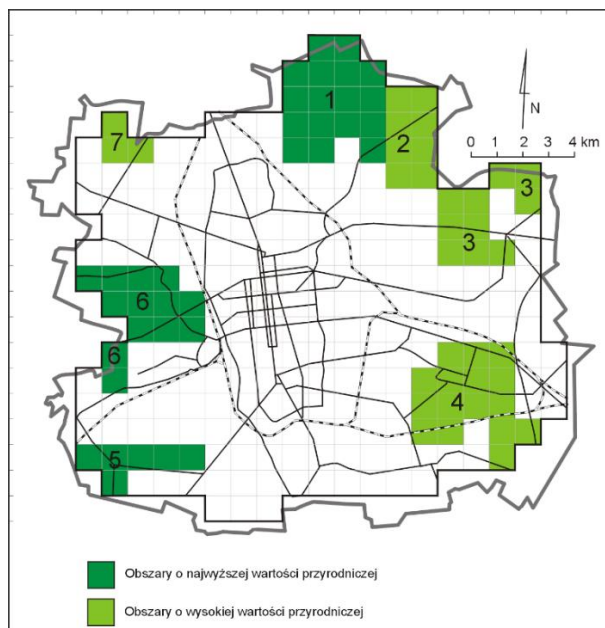 1
7
2
N
0 1 2 3 4 km
3
3
6
6
4
5
Obszary o najwyższej wartości przyrodniczej
Obszary o wysokiej wartości przyrodniczej